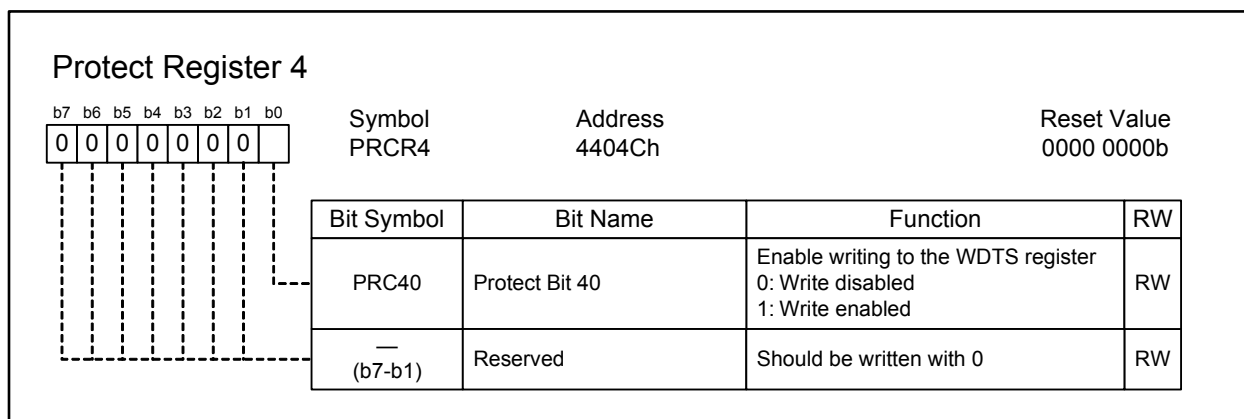 Protect Register 4
b7 b6 b5 b4 b3 b2 b1 b0
0 0 0 0 0 0 0
Symbol Address Reset Value
PRCR4 4404Ch 0000 0000b
Bit Symbol Bit Name Function RW
PRC40 Protect Bit 40 Enable writing to the WDTS register
0: Write disabled
1: Write enabled RW
—
(b7-b1) Reserved Should be written with 0 RW